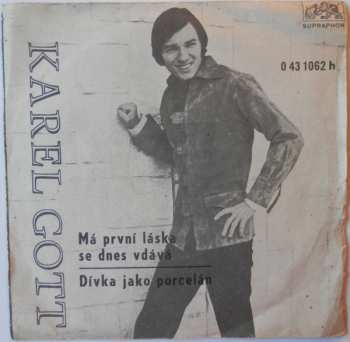 SUPRAPHON
0 43 1062 h
KAREL GOTT
Má první láska
se dnes vdává
Dívka jako porcelán